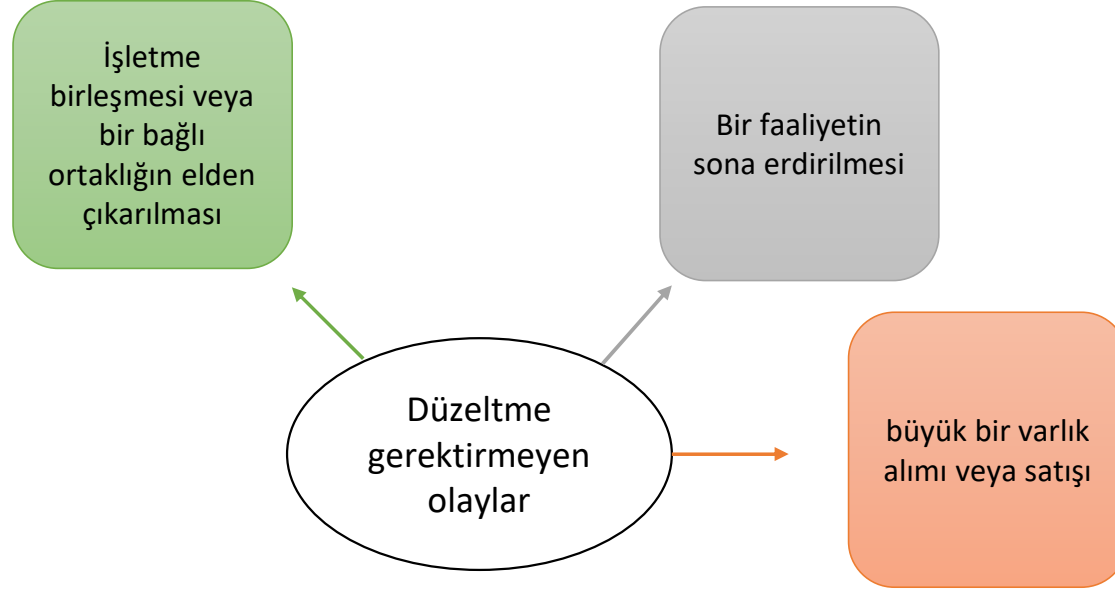 İşletme
birleşmesi veya
bir bağlı
ortaklığın elden
çıkarılması
Bir faaliyetin
sona erdirilmesi
büyük bir varlık
alımı veya satışı
Düzeltme
gerektirmeyen
olaylar